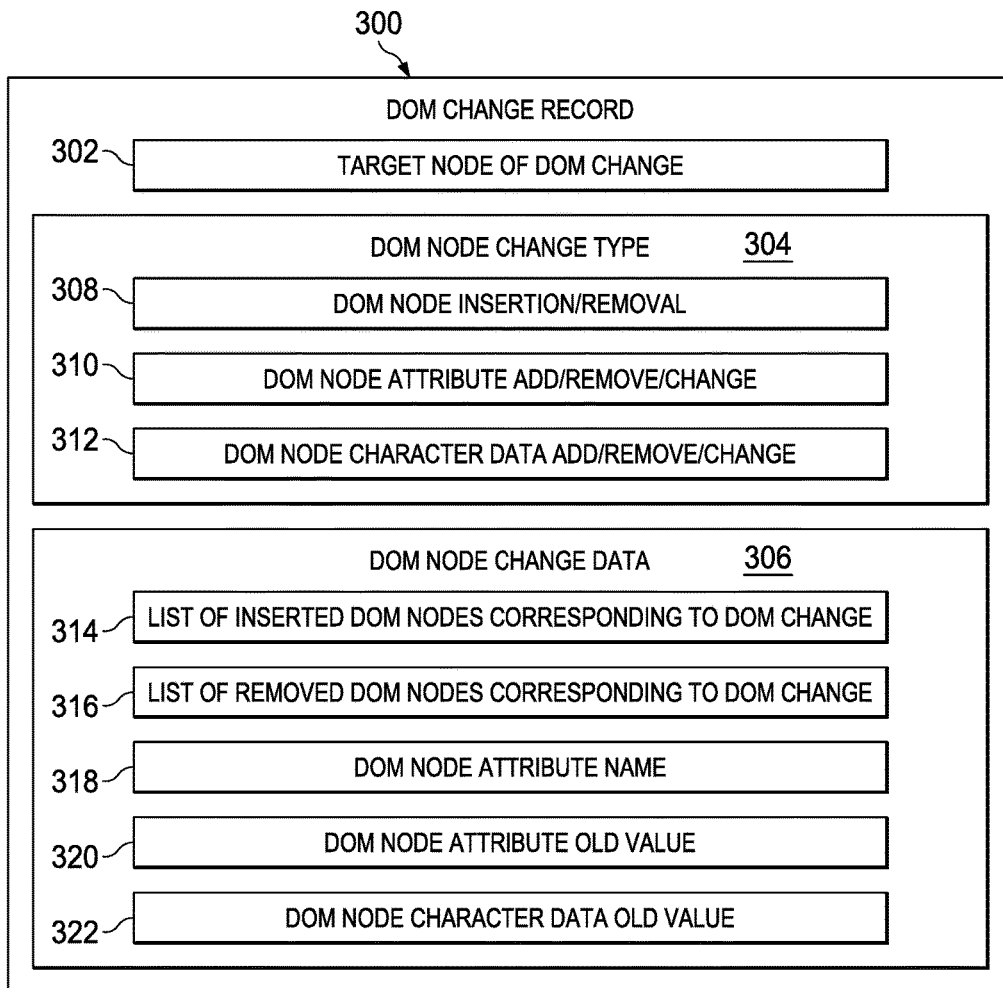 300
DOM CHANGE RECORD
302 TARGET NODE OF DOM CHANGE
DOM NODE CHANGE TYPE 304
308 DOM NODE INSERTION/REMOVAL
310 DOM NODE ATTRIBUTE ADD/REMOVE/CHANGE
312 DOM NODE CHARACTER DATA ADD/REMOVE/CHANGE
DOM NODE CHANGE DATA 306
314 LIST OF INSERTED DOM NODES CORRESPONDING TO DOM CHANGE
316 LIST OF REMOVED DOM NODES CORRESPONDING TO DOM CHANGE
318 DOM NODE ATTRIBUTE NAME
320 DOM NODE ATTRIBUTE OLD VALUE
322 DOM NODE CHARACTER DATA OLD VALUE